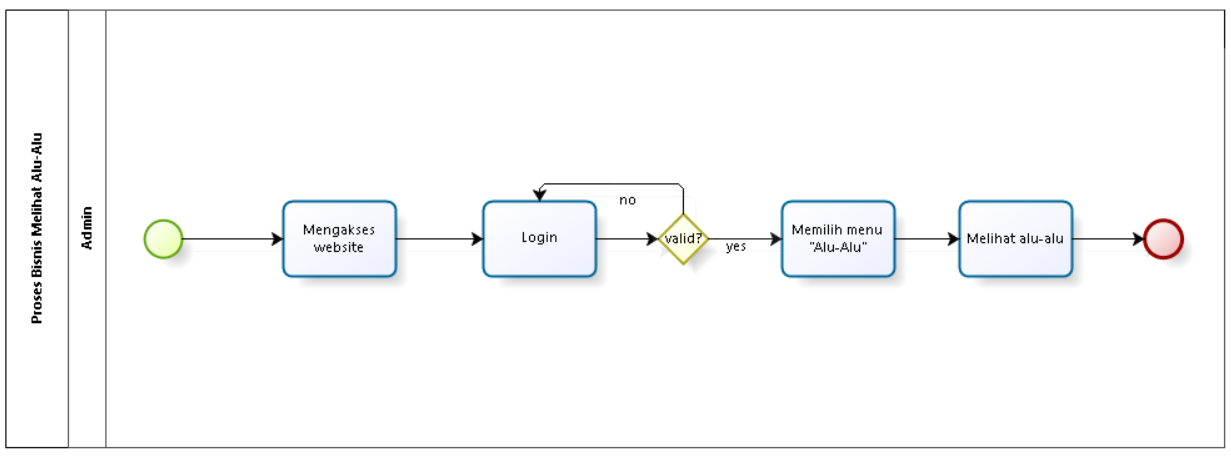 Proses Bisnis Melihat Alu-Alu
Admin
Mengakses
website
Login
no
valid?
yes
Memilih menu
"Alu-Alu"
Melihat alu-alu